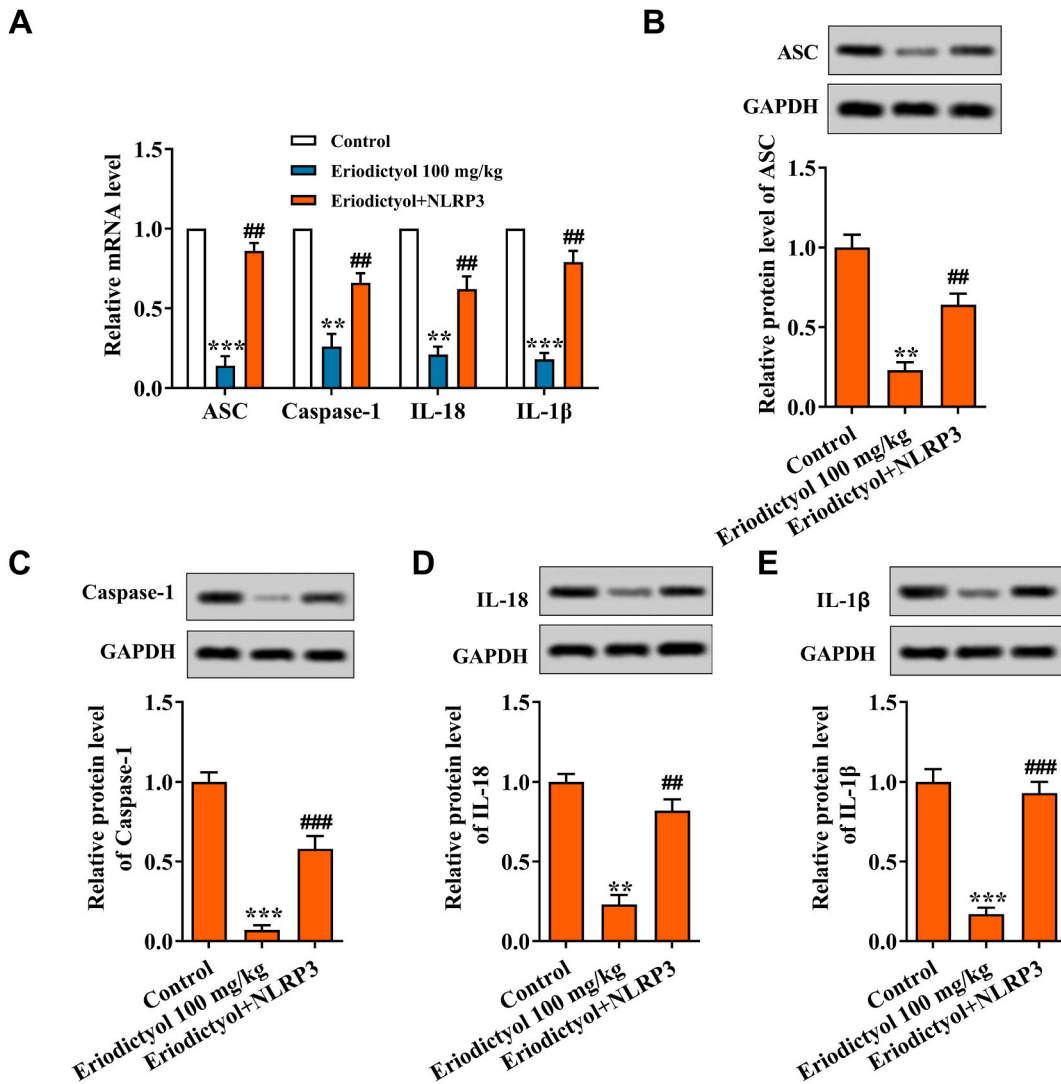 A
Relative mRNA level
1.5
1.0
0.5
0.0
Control
Eriodictyol 100 mg/kg
Eriodictyol+NLRP3
***
##
**
##
**
##
***
##
ASC
Caspase-1
IL-18
IL-1β
B
ASC
GAPDH
Relative protein level of ASC
1.5
1.0
0.5
0.0
**
##
Control
Eriodictyol 100 mg/kg
Eriodictyol+NLRP3
C
Caspase-1
GAPDH
Relative protein level
of Caspase-1
1.5
1.0
0.5
0.0
***
###
Control
Eriodictyol 100 mg/kg
Eriodictyol+NLRP3
D
IL-18
GAPDH
Relative protein level
of IL-18
1.5
1.0
0.5
0.0
**
##
Control
Eriodictyol 100 mg/kg
Eriodictyol+NLRP3
E
IL-1β
GAPDH
Relative protein level
of IL-1β
1.5
1.0
0.5
0.0
***
###
Control
Eriodictyol 100 mg/kg
Eriodictyol+NLRP3